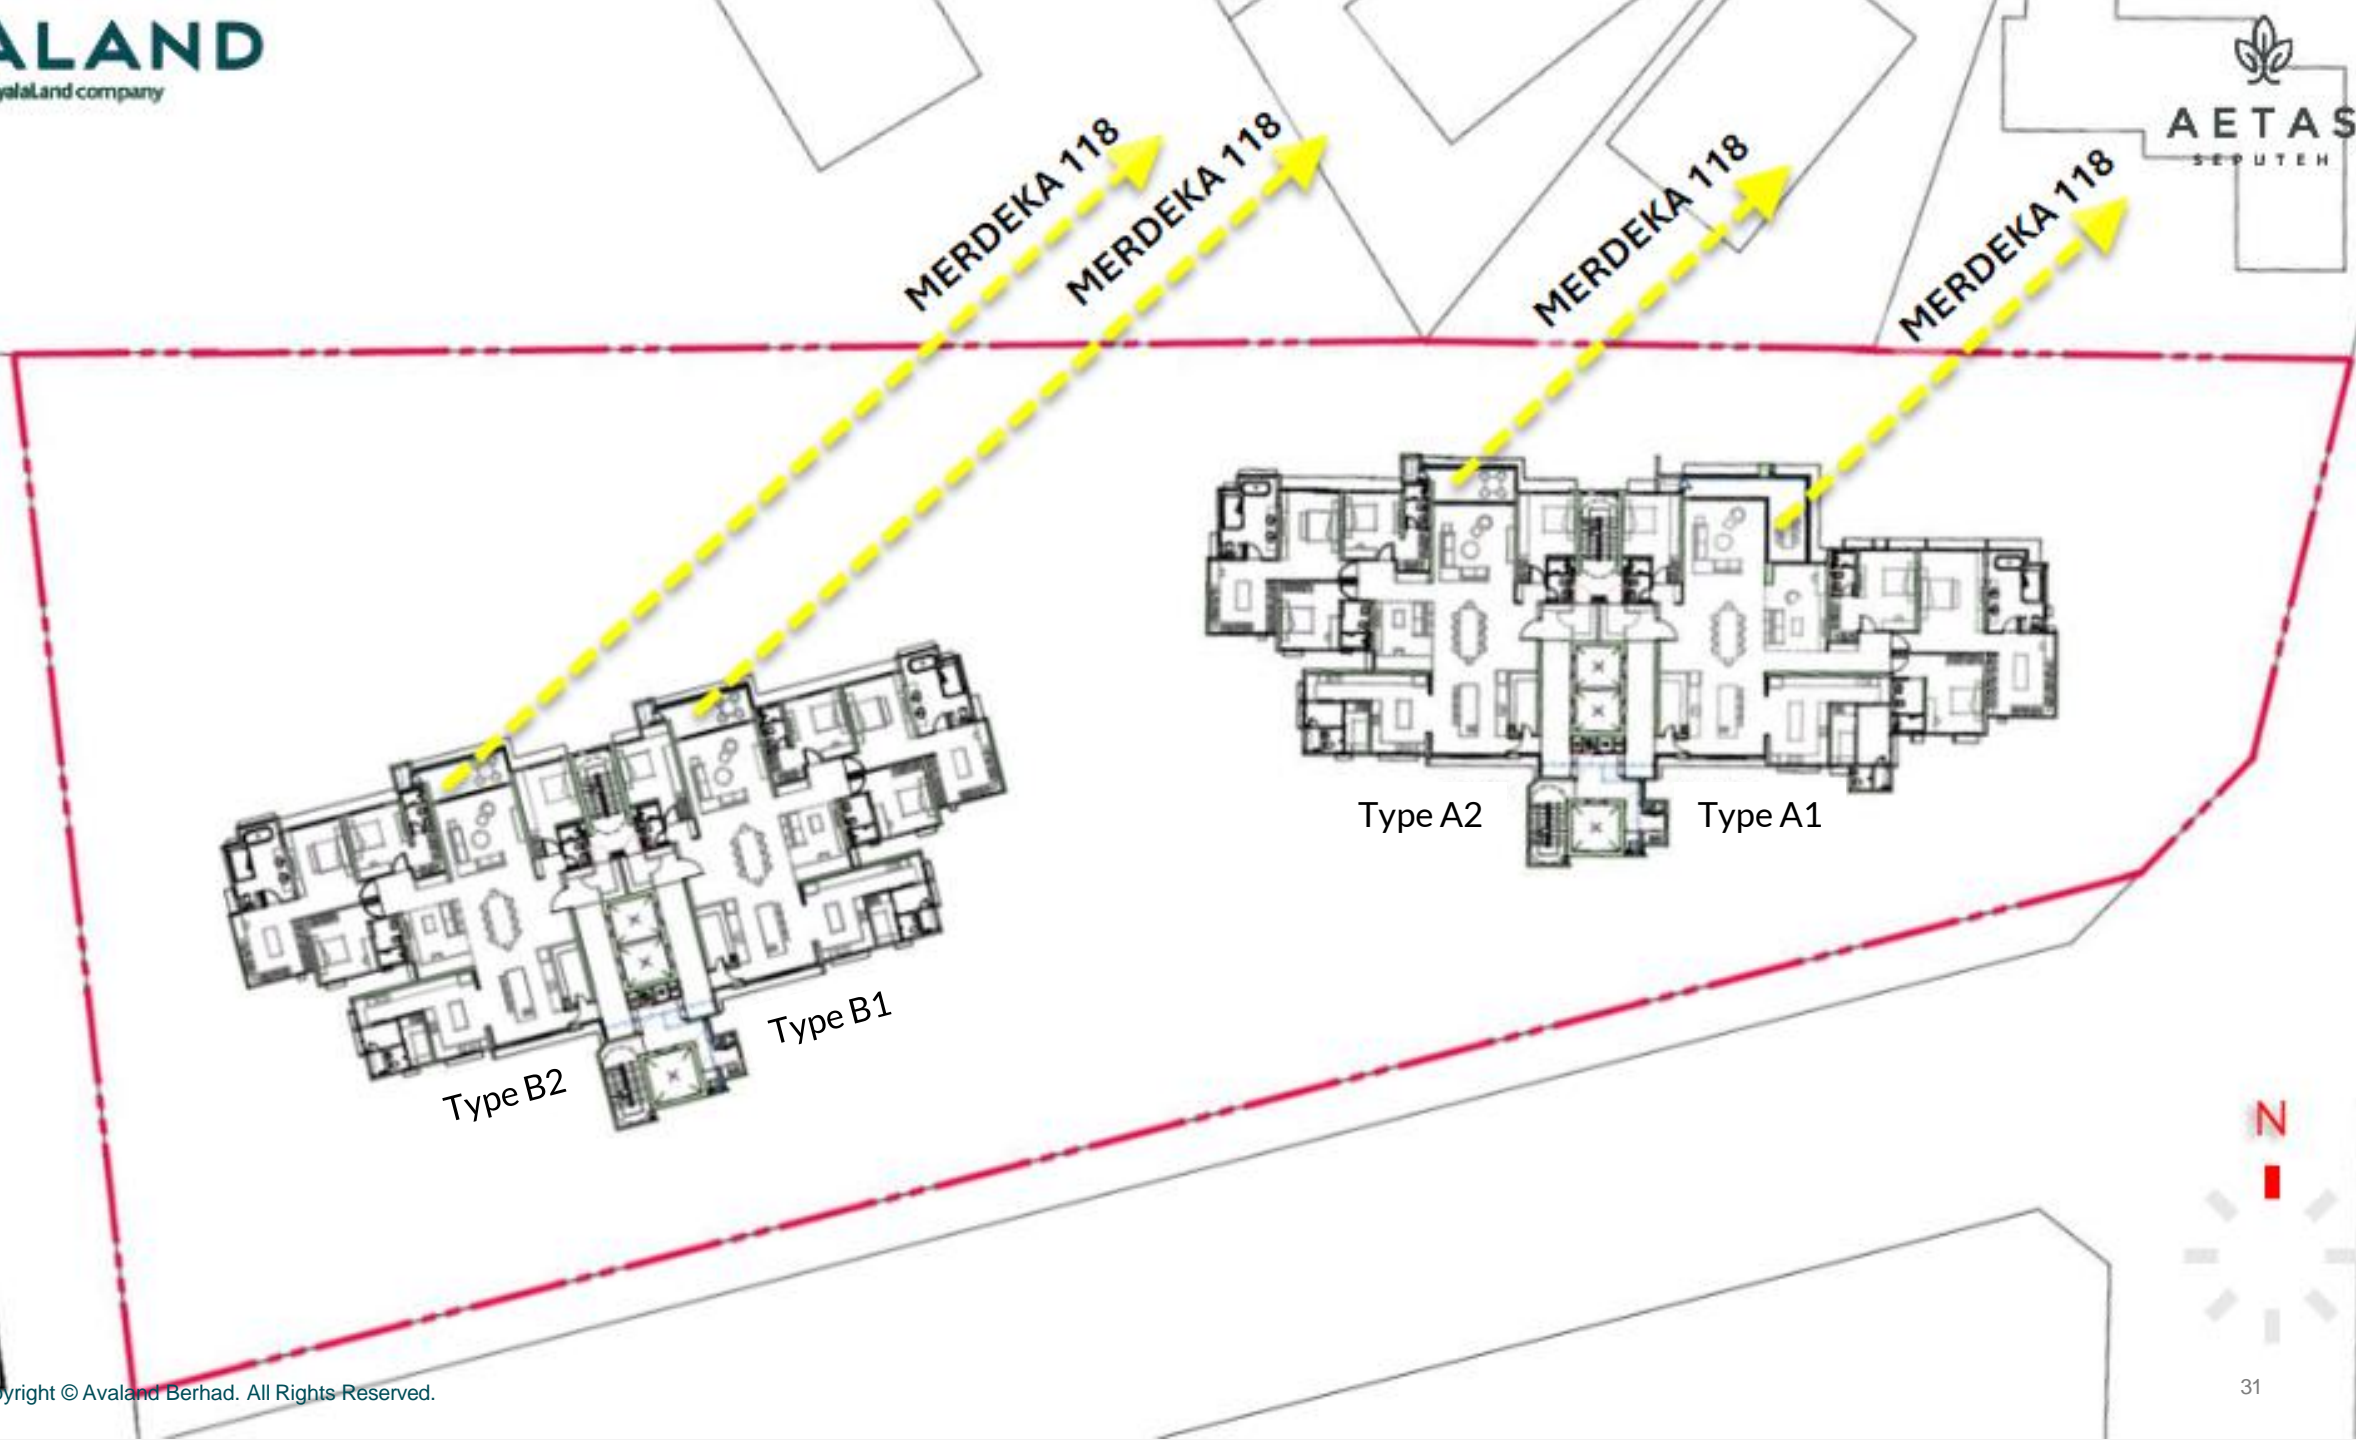 ALAND
yalaLand company
AETAS
SEPUTEH
MERDEKA 118
MERDEKA 118
MERDEKA 118
MERDEKA 118
Type A2
Type A1
Type B1
Type B2
N
yright © Avaland Berhad. All Rights Reserved.
31